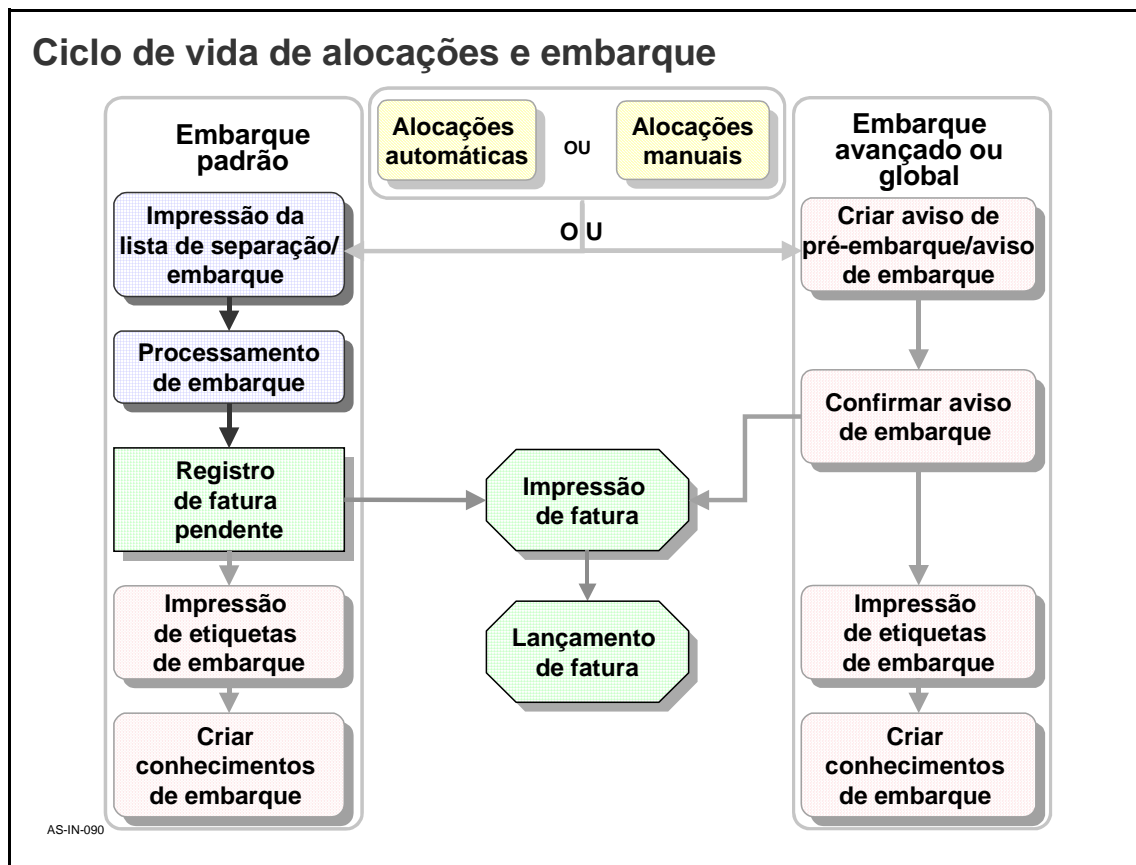 Ciclo de vida de alocações e embarque
Embarque
padrão
Impressão da
lista de separação/
embarque
Processamento
de embarque
Registro
de fatura
pendente
Impressão
de etiquetas
de embarque
Criar
conhecimentos
de embarque
Alocações
automáticas
OU
Alocações
manuais
O U
Impressão
de fatura
Lançamento
de fatura
Embarque
avançado ou
global
Criar aviso de
pré-embarque/aviso
de embarque
Confirmar aviso
de embarque
Impressão
de etiquetas
de embarque
Criar
conhecimentos
de embarque
AS-IN-090